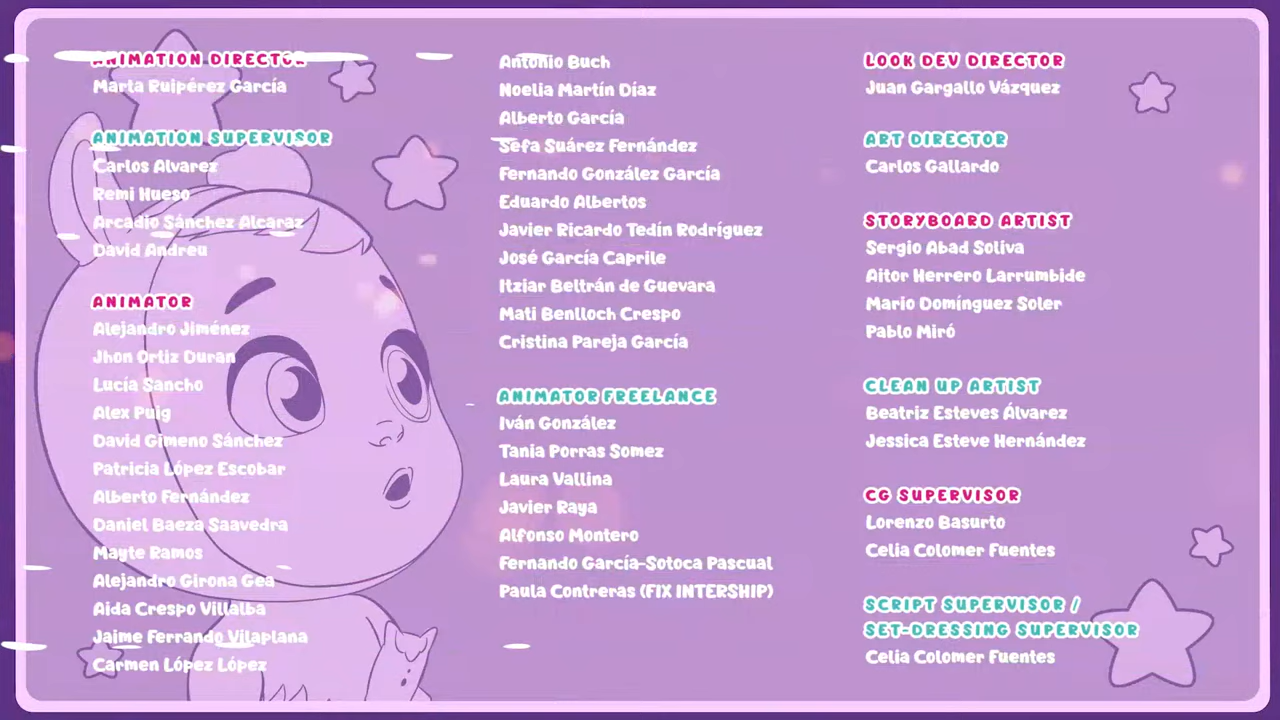 ANIMATION DIRECTOR
Marta Ruipérez García
ANIMATION SUPERVISOR
Carlos Alvarez
Remi Hueso
Arcadio Sánchez Alcaraz
David Andreu
ANIMATOR
Alejandro Jiménez
Jhon Ortiz Duran
Lucía Sancho
Alex Puig
David Gimeno Sánchez
Patricia López Escobar
Alberto Fernández
Daniel Baeza Saavedra
Mayte Ramos
Alejandro Girona Gea
Aida Crespo Villalba
Jaime Ferrando Vilaplana
Carmen López López
Antonio Buch
Noelia Martín Díaz
Alberto García
Sefa Suárez Fernández
Fernando González García
Eduardo Albertos
Javier Ricardo Tedín Rodríguez
José García Caprile
Itziar Beltrán de Guevara
Mati Benlloch Crespo
Cristina Pareja García
ANIMATOR FREELANCE
Iván González
Tania Porras Somez
Laura Vallina
Javier Raya
Alfonso Montero
Fernando García-Sotoca Pascual
Paula Contreras (FIX INTERSHIP)
LOOK DEV DIRECTOR
Juan Gargallo Vázquez
ART DIRECTOR
Carlos Gallardo
STORYBOARD ARTIST
Sergio Abad Soliva
Aitor Herrero Larrumbide
Mario Domínguez Soler
Pablo Miró
CLEAN UP ARTIST
Beatriz Esteves Álvarez
Jessica Esteve Hernández
CG SUPERVISOR
Lorenzo Basurto
Celia Colomer Fuentes
SCRIPT SUPERVISOR /
SET-DRESSING SUPERVISOR
Celia Colomer Fuentes